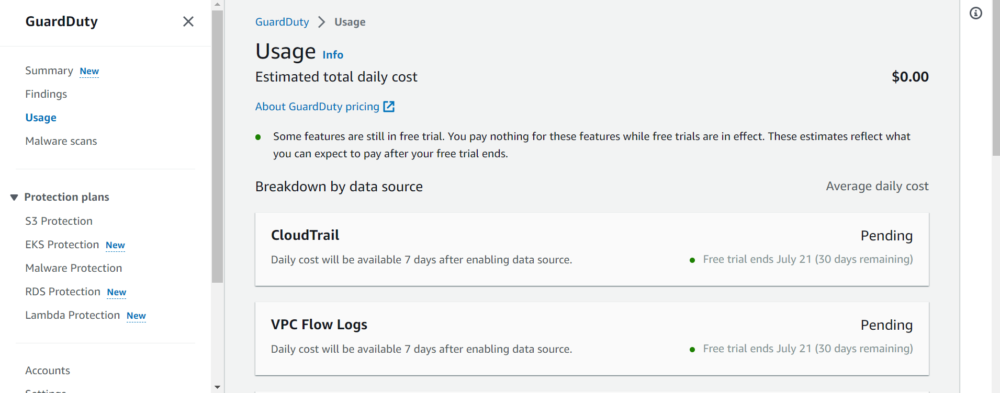 GuardDuty
Summary New
Findings
Usage
Malware scans
Protection plans
S3 Protection
EKS Protection New
Malware Protection
RDS Protection New
Lambda Protection New
Accounts
Settings
GuardDuty > Usage
Usage Info
Estimated total daily cost $0.00
About GuardDuty pricing
Some features are still in free trial. You pay nothing for these features while free trials are in effect. These estimates reflect what
you can expect to pay after your free trial ends.
Breakdown by data source Average daily cost
CloudTrail Pending
Daily cost will be available 7 days after enabling data source. Free trial ends July 21 (30 days remaining)
VPC Flow Logs Pending
Daily cost will be available 7 days after enabling data source. Free trial ends July 21 (30 days remaining)